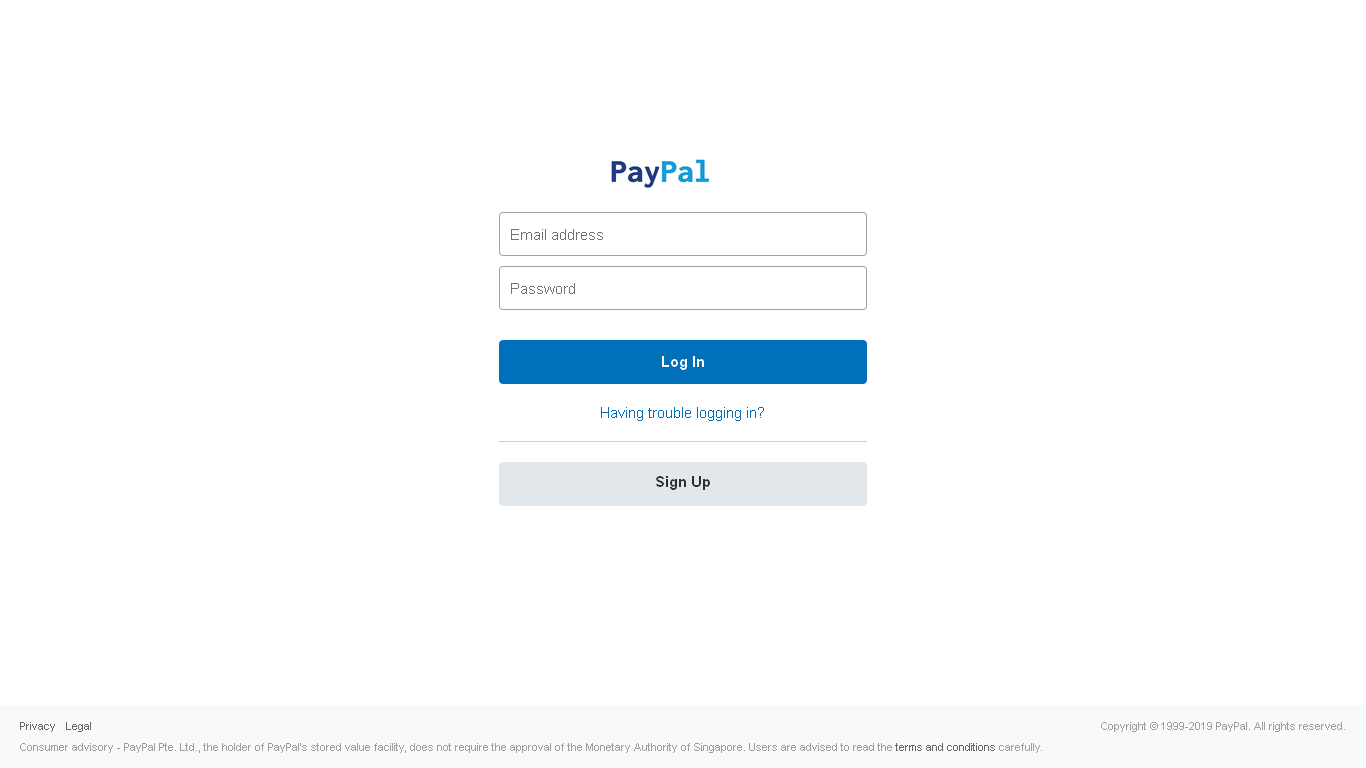 PayPal
Email address
Password
Log In
Having trouble logging in?
Sign Up
Privacy Legal
Copyright © 1999-2019 PayPal. All rights reserved.
Consumer advisory - PayPal Pte. Ltd., the holder of PayPal's stored value facility, does not require the approval of the Monetary Authority of Singapore. Users are advised to read the terms and conditions carefully.